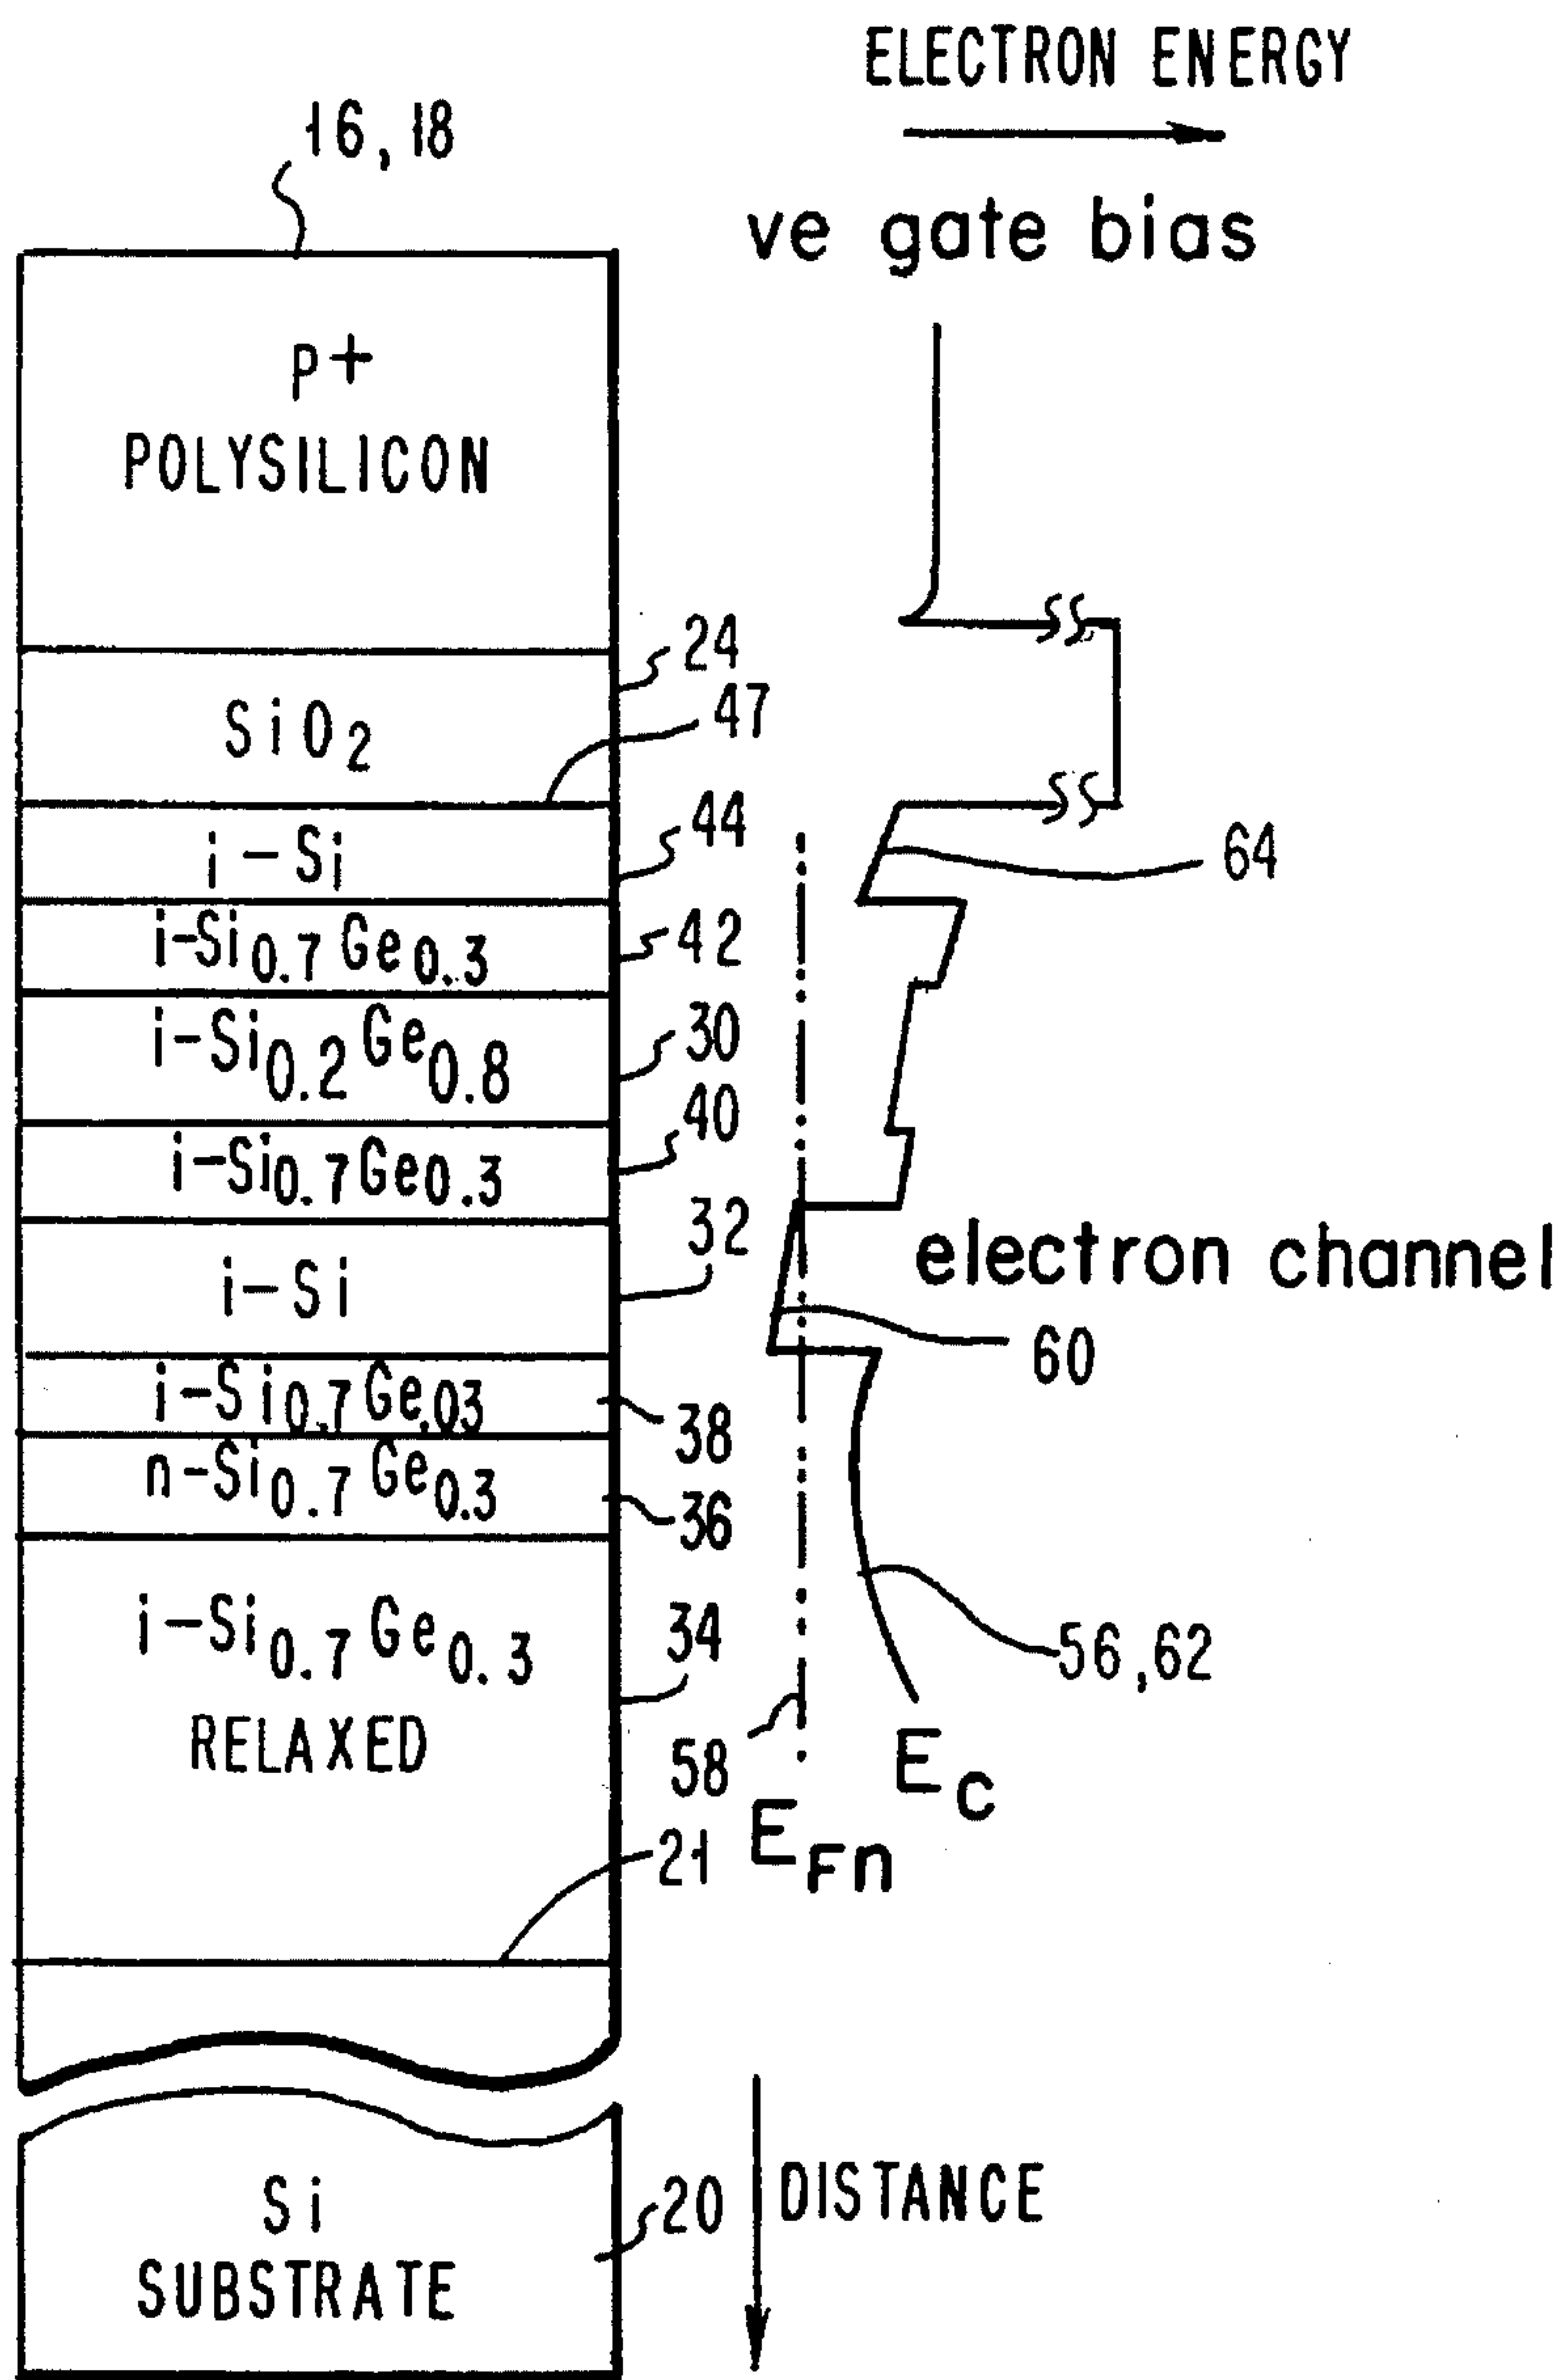 ELECTRON ENERGY
ve gate bias
16,18
p+
POLYSILICON
24
SiO2
47
i-Si
44
64
i-Si0.7Ge0.3
42
i-Si0.2Ge0.8
30
i-Si0.7Ge0.3
40
i-Si
32
electron channel
60
i-Si0.7Ge.03
38
n-Si0.7Ge0.3
36
i-Si0.7Ge0.3
RELAXED
34
56,62
58
EC
EFn
21
Si
SUBSTRATE
20
DISTANCE